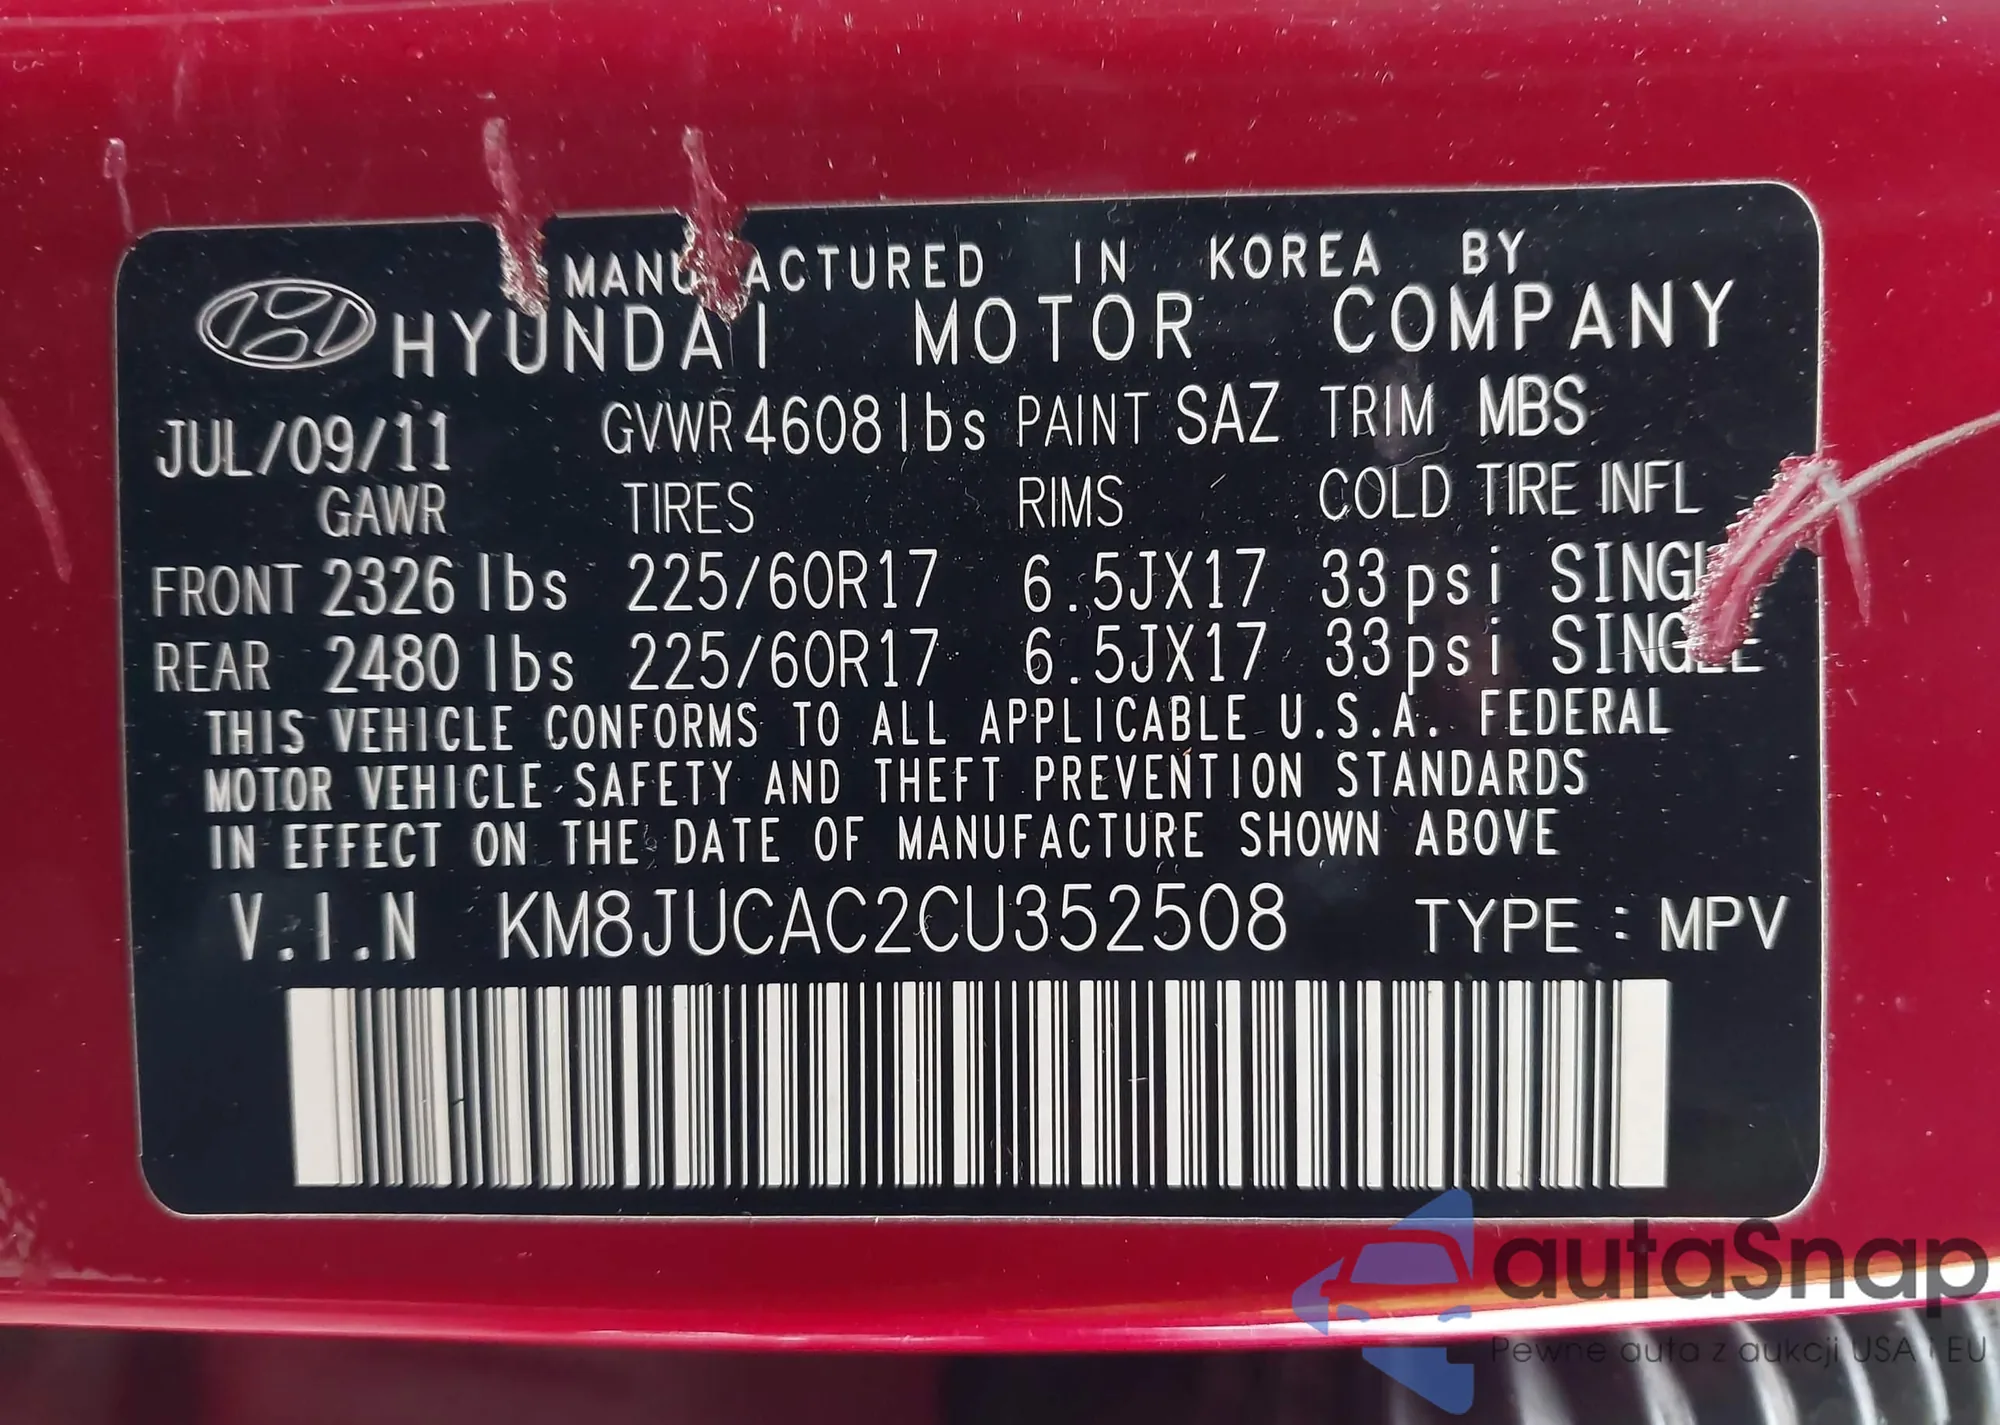 MANUFACTURED IN KOREA BY
HYUNDAI MOTOR COMPANY
JUL/09/11 GVWR 4608 lbs PAINT SAZ TRIM MBS
GAWR TIRES RIMS COLD TIRE INFL
FRONT 2326 lbs 225/60R17 6.5JX17 33psi SINGLE
REAR 2480 lbs 225/60R17 6.5JX17 33psi SINGLE
THIS VEHICLE CONFORMS TO ALL APPLICABLE U.S.A. FEDERAL
MOTOR VEHICLE SAFETY AND THEFT PREVENTION STANDARDS
IN EFFECT ON THE DATE OF MANUFACTURE SHOWN ABOVE
V.I.N KM8JUCAC2CU352508 TYPE : MPV
autaSnap
Pewne auta z aukcji USA i EU